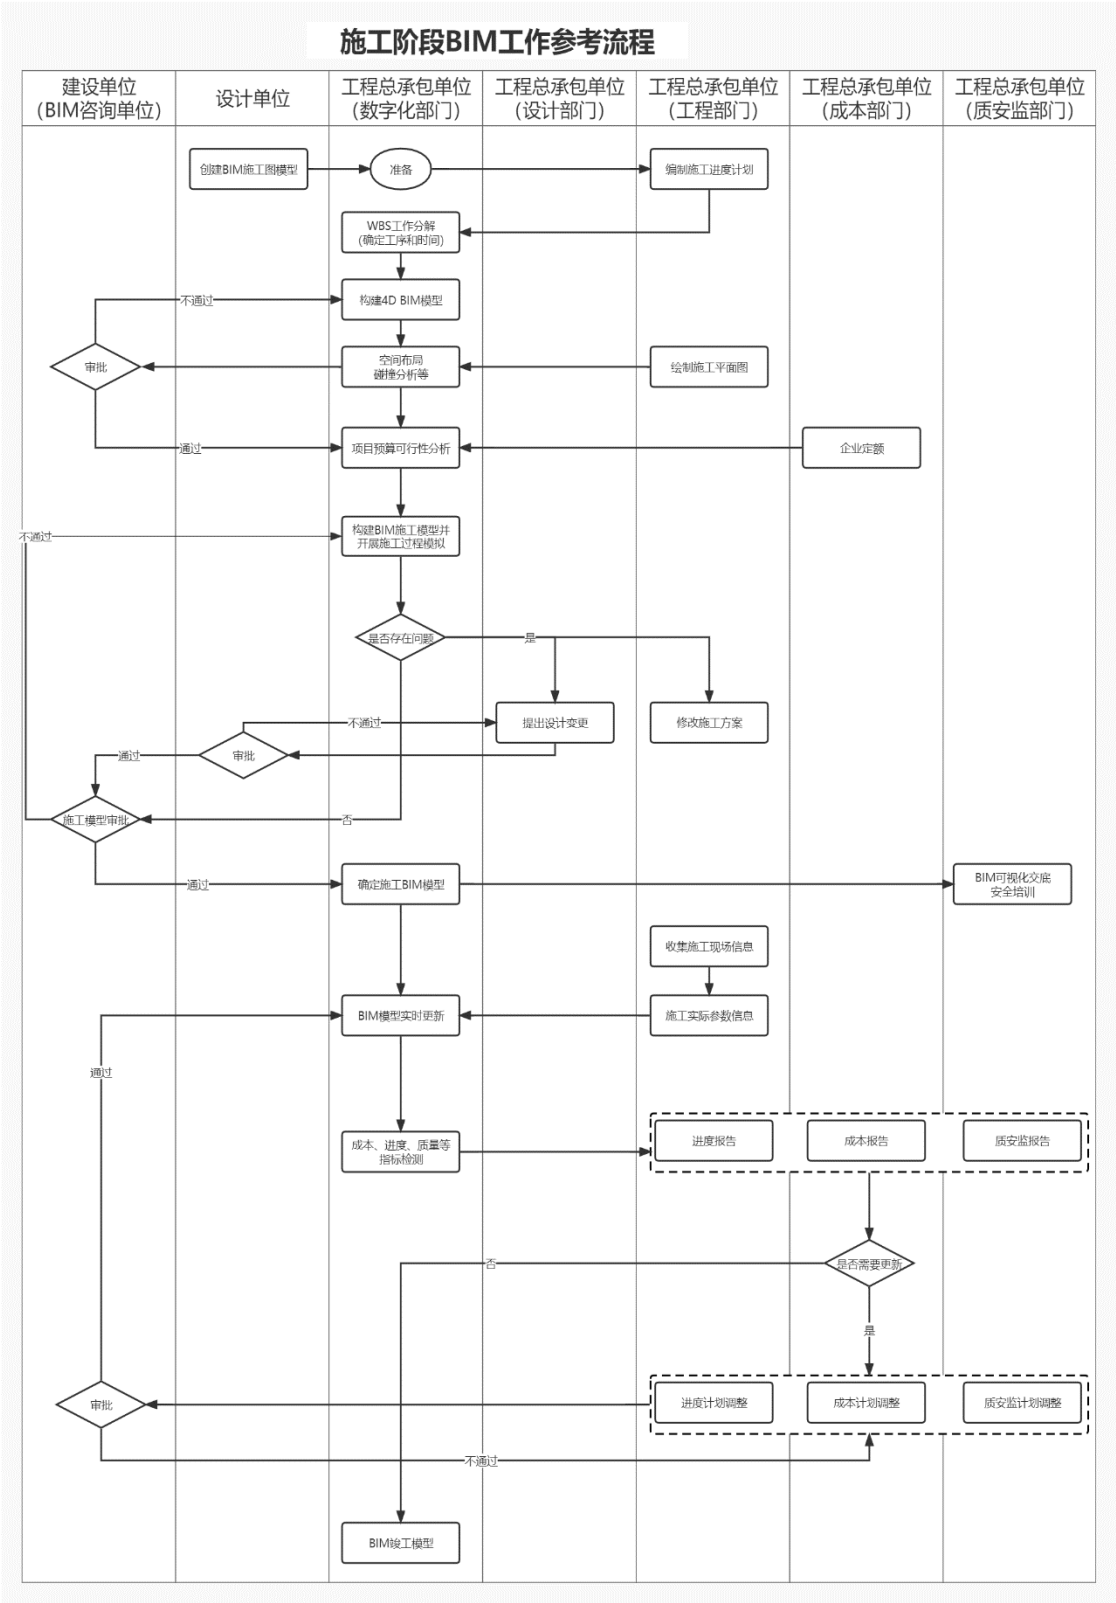 施工阶段BIM工作参考流程
建设单位
（BIM咨询单位）
设计单位
工程总承包单位
（数字化部门）
工程总承包单位
（设计部门）
工程总承包单位
（工程部门）
工程总承包单位
（成本部门）
工程总承包单位
（质安监部门）
创建BIM施工图模型
准备
编制施工进度计划
WBS工作分解
（确定工序和时间）
不通过
构建4D BIM模型
审批
空间布局
碰撞分析等
绘制施工平面图
通过
项目预算可行性分析
企业定额
不通过
构建BIM施工模型并
开展施工过程模拟
是否存在问题
是
不通过
提出设计变更
修改施工方案
通过
审批
施工模型审批
否
通过
确定施工BIM模型
BIM可视化交底
安全培训
收集施工现场信息
BIM模型实时更新
施工实际参数信息
通过
成本、进度、质量等
指标检测
进度报告
成本报告
质安监报告
否
是否需要更新
是
审批
进度计划调整
成本计划调整
质安监计划调整
不通过
BIM竣工模型